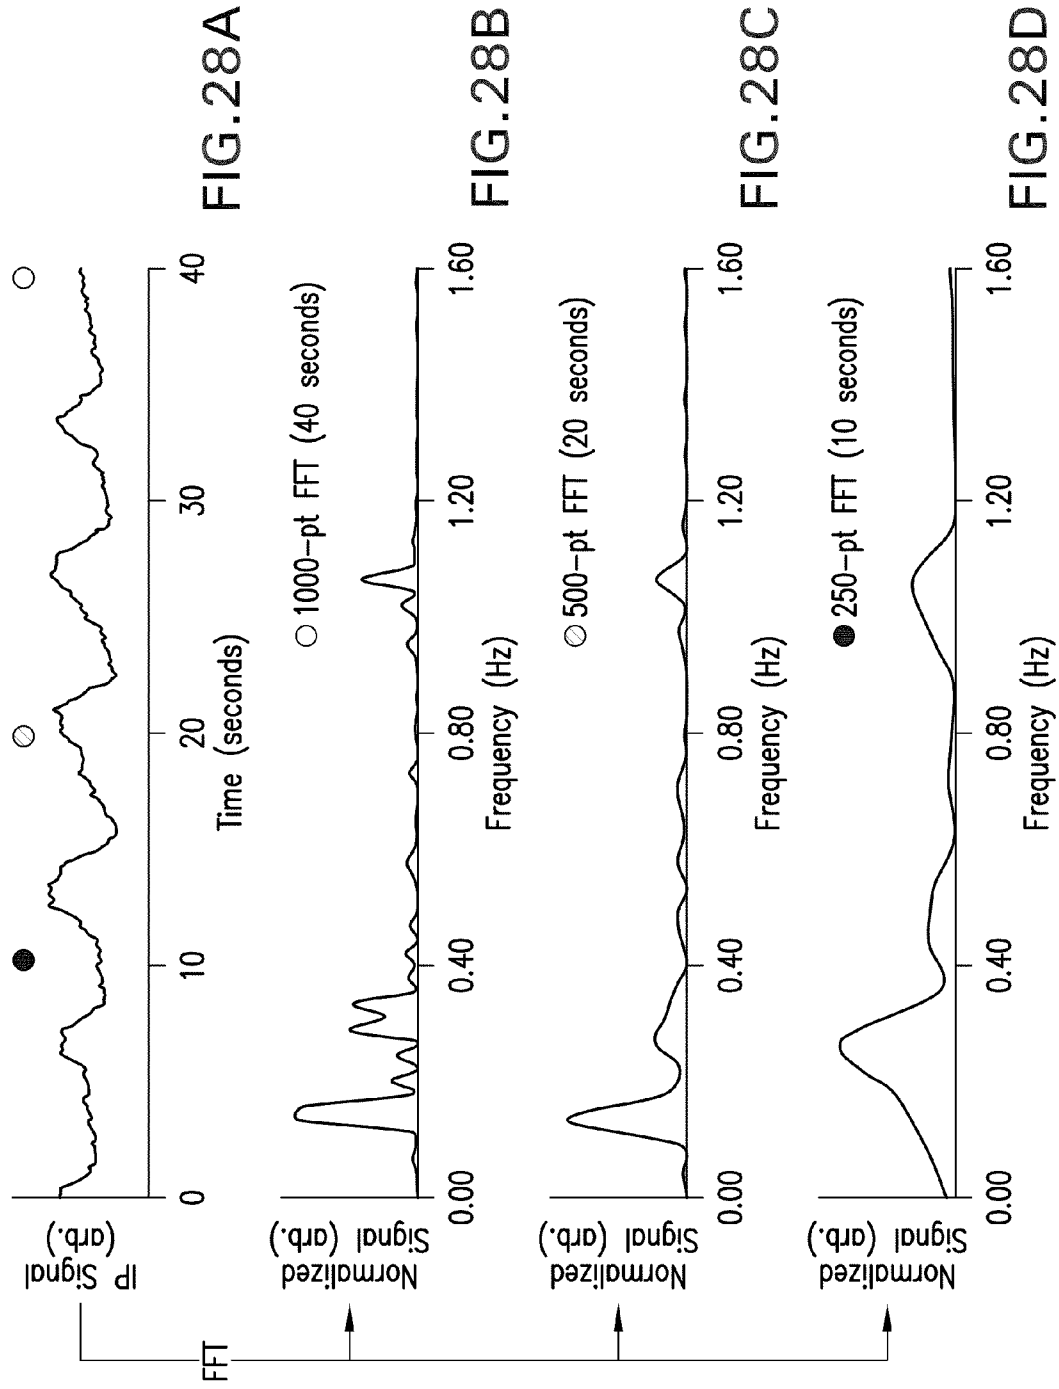 FFT
IP Signal
(arb.)
0
10
20
30
40
Time (seconds)
FIG.28A
Normalized
Signal (arb.)
1000-pt FFT (40 seconds)
0.00
0.40
0.80
1.20
1.60
Frequency (Hz)
FIG.28B
Normalized
Signal (arb.)
500-pt FFT (20 seconds)
0.00
0.40
0.80
1.20
1.60
Frequency (Hz)
FIG.28C
Normalized
Signal (arb.)
250-pt FFT (10 seconds)
0.00
0.40
0.80
1.20
1.60
Frequency (Hz)
FIG.28D